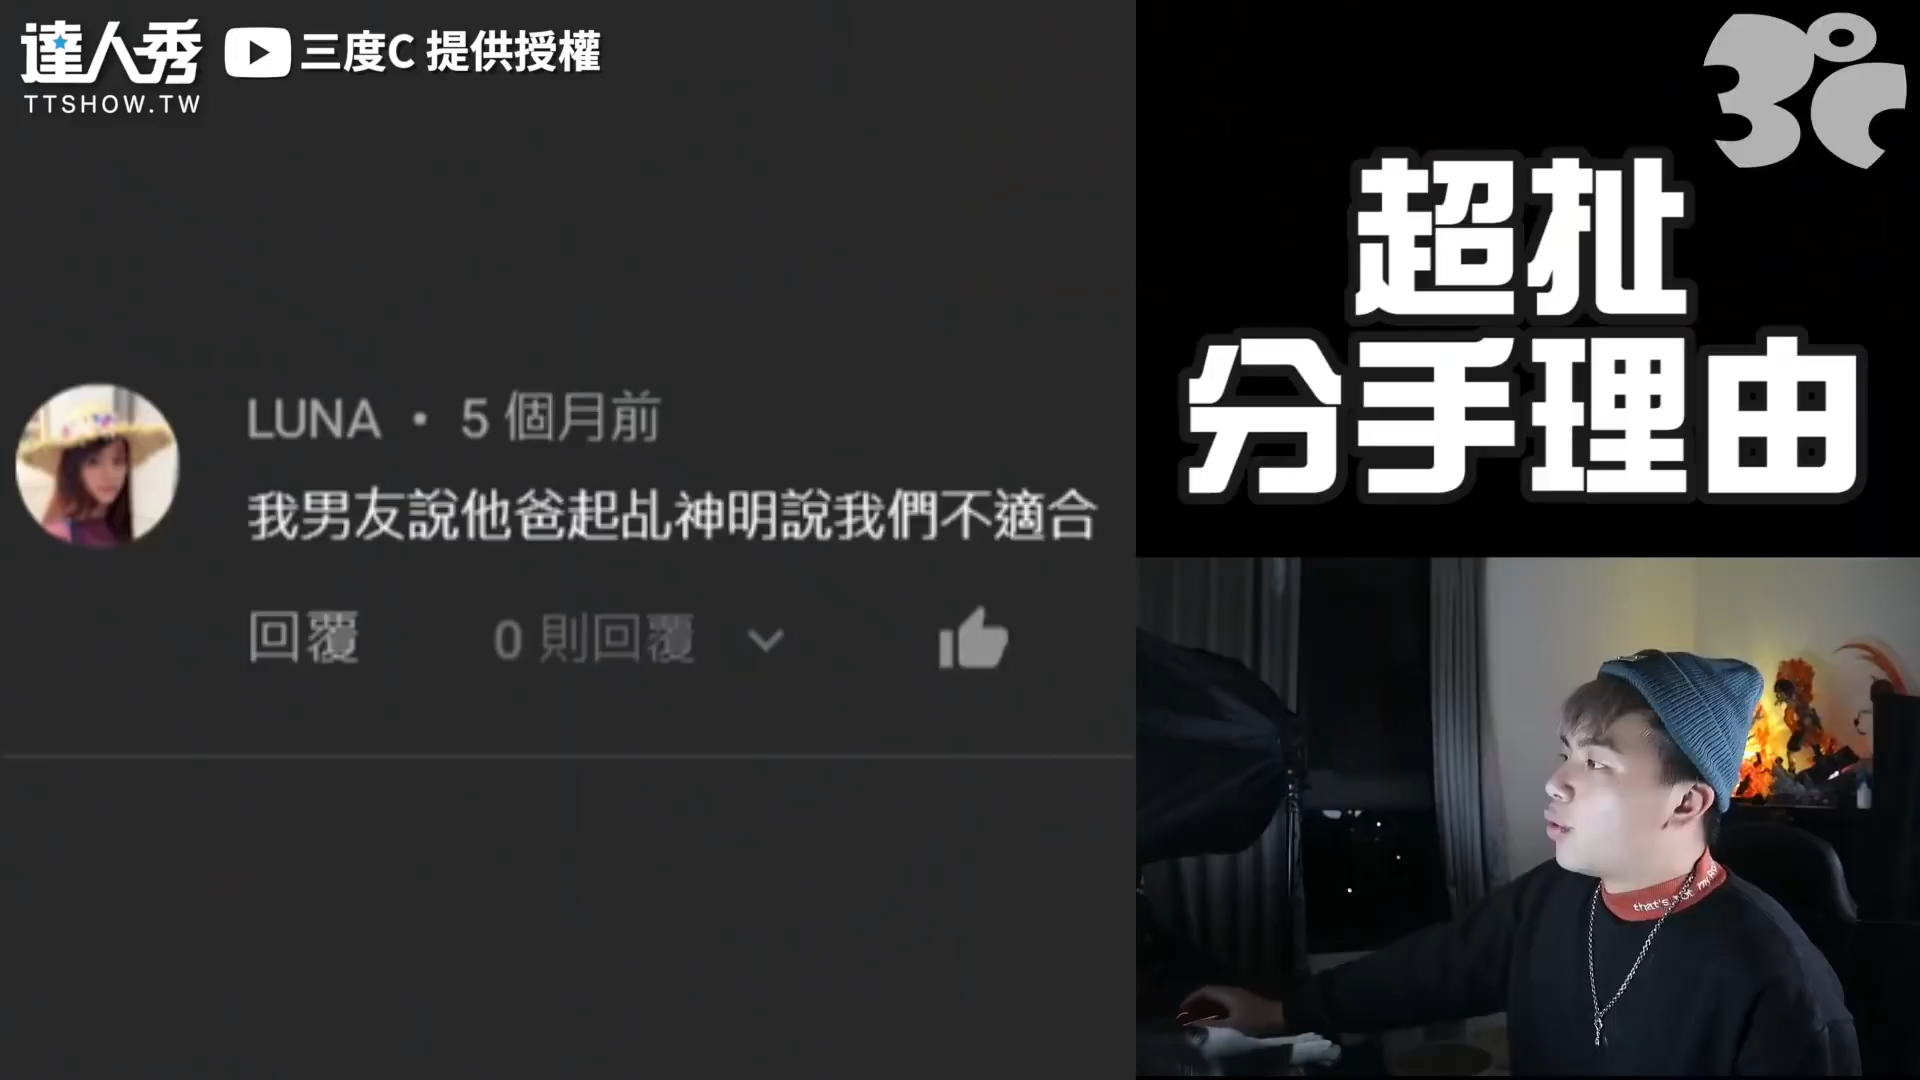 達人秀
TTSHOW.TW
三度C 提供授權
3°C
超扯
分手理由
LUNA • 5 個月前
我男友說他爸起乩神明說我們不適合
回覆
0 則回覆
that's